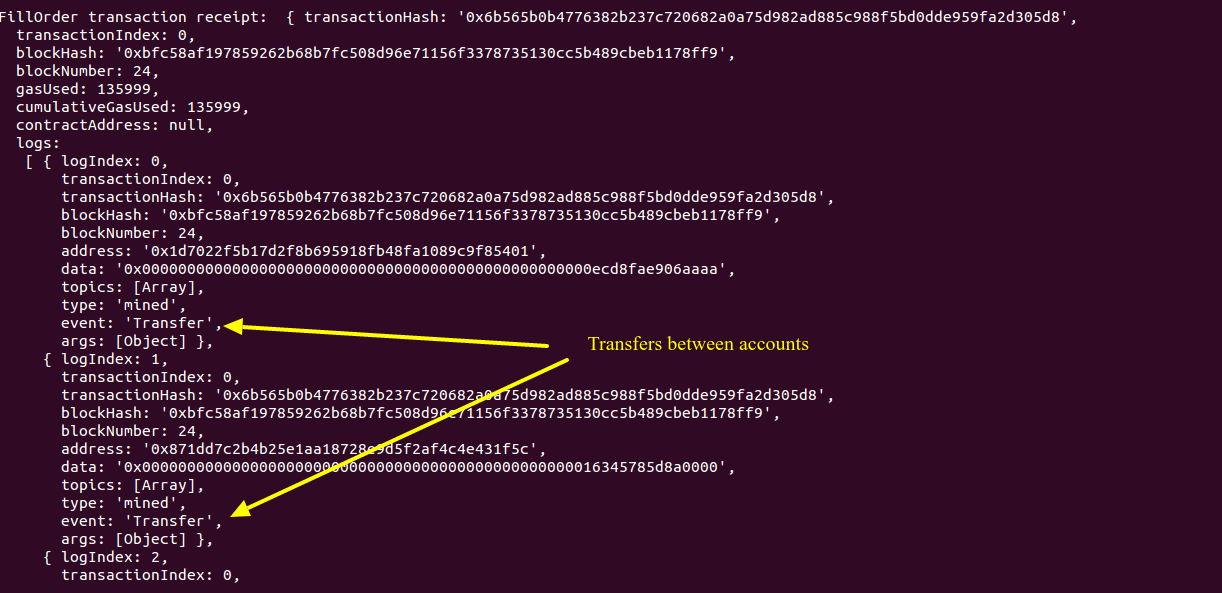 FillOrder transaction receipt:  { transactionHash: '0x6b565b0b4776382b237c720682a0a75d982ad885c988f5bd0dde959fa2d305d8',
transactionIndex: 0,
blockHash: '0xbfc58af197859262b68b7fc508d96e71156f3378735130cc5b489cbeb1178ff9',
blockNumber: 24,
gasUsed: 135999,
cumulativeGasUsed: 135999,
contractAddress: null,
logs:
[ { logIndex: 0,
transactionIndex: 0,
transactionHash: '0x6b565b0b4776382b237c720682a0a75d982ad885c988f5bd0dde959fa2d305d8',
blockHash: '0xbfc58af197859262b68b7fc508d96e71156f3378735130cc5b489cbeb1178ff9',
blockNumber: 24,
address: '0x1d7022f5b17d2f8b695918fb48fa1089c9f85401',
data: '0x0000000000000000000000000000000000000000000000000ecd8fae906aaaa',
topics: [Array],
type: 'mined',
event: 'Transfer',
args: [Object] },
Transfers between accounts
{ logIndex: 1,
transactionIndex: 0,
transactionHash: '0x6b565b0b4776382b237c720682a0a75d982ad885c988f5bd0dde959fa2d305d8',
blockHash: '0xbfc58af197859262b68b7fc508d96e71156f3378735130cc5b489cbeb1178ff9',
blockNumber: 24,
address: '0x871dd7c2b4b25e1aa18728e9d5f2af4c4e431f5c',
data: '0x000000000000000000000000000000000000000000000000016345785d8a0000',
topics: [Array],
type: 'mined',
event: 'Transfer',
args: [Object] },
{ logIndex: 2,
transactionIndex: 0,